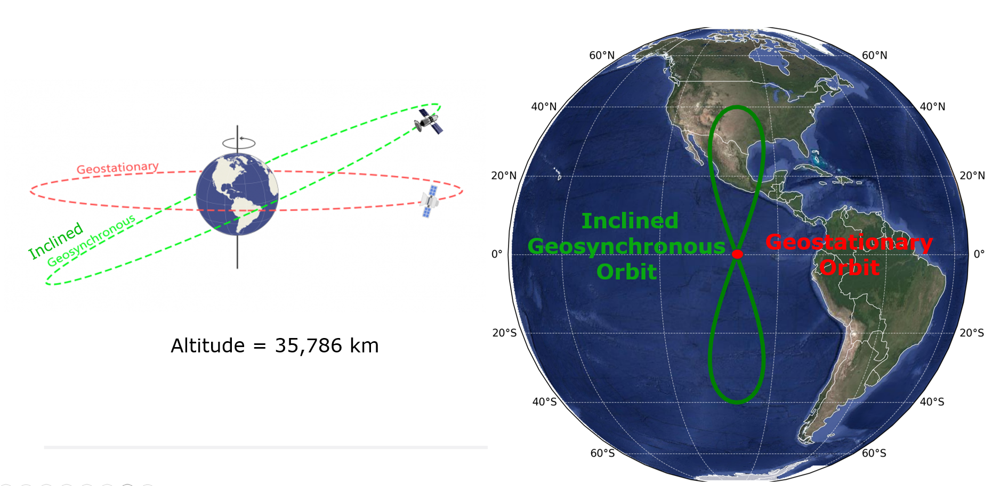 Geostationary
Inclined
Geosynchronous
Altitude = 35,786 km
60°N
60°N
40°N
40°N
20°N
20°N
Inclined
Geosynchronous
Orbit
Geostationary
Orbit
0°
0°
20°S
20°S
40°S
40°S
60°S
60°S